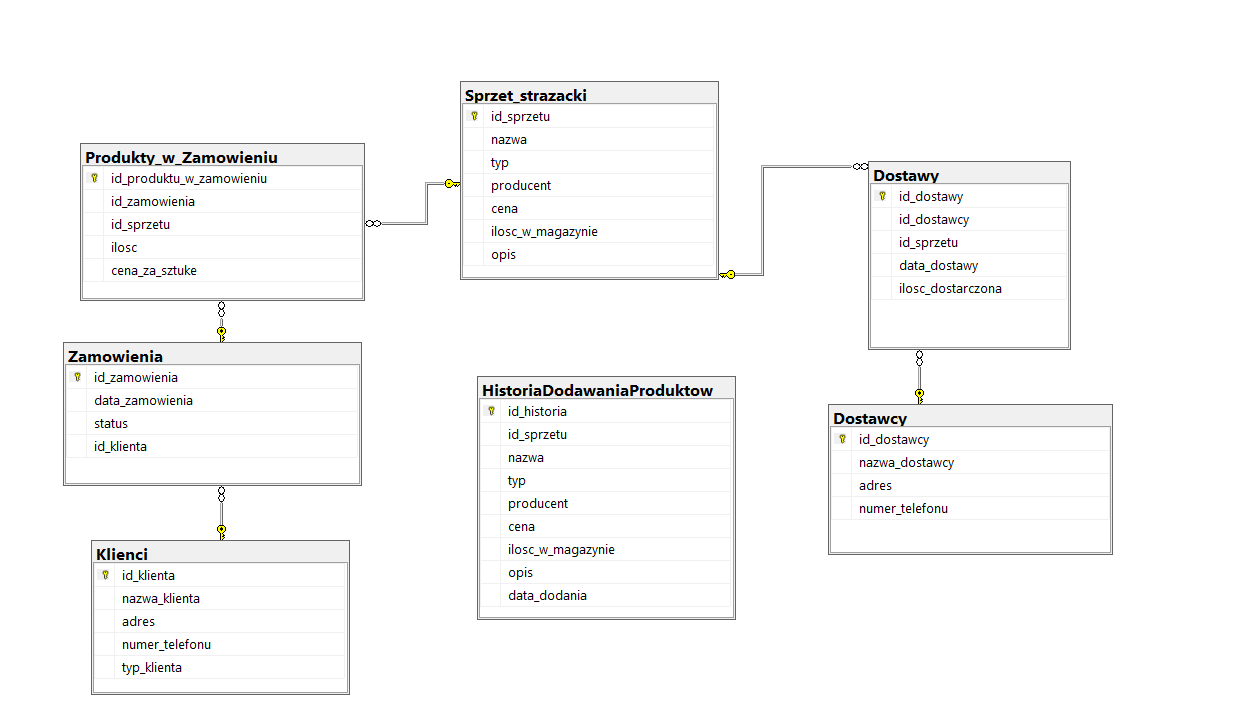 Sprzet_strazacki
id_sprzetu
nazwa
typ
producent
cena
ilosc_w_magazynie
opis
Produkty_w_Zamowieniu
id_produktu_w_zamowieniu
id_zamowienia
id_sprzetu
ilosc
cena_za_sztuke
Dostawy
id_dostawy
id_dostawcy
id_sprzetu
data_dostawy
ilosc_dostarczona
Zamowienia
id_zamowienia
data_zamowienia
status
id_klienta
HistoriaDodawaniaProduktow
id_historia
id_sprzetu
nazwa
typ
producent
cena
ilosc_w_magazynie
opis
data_dodania
Dostawcy
id_dostawcy
nazwa_dostawcy
adres
numer_telefonu
Klienci
id_klienta
nazwa_klienta
adres
numer_telefonu
typ_klienta